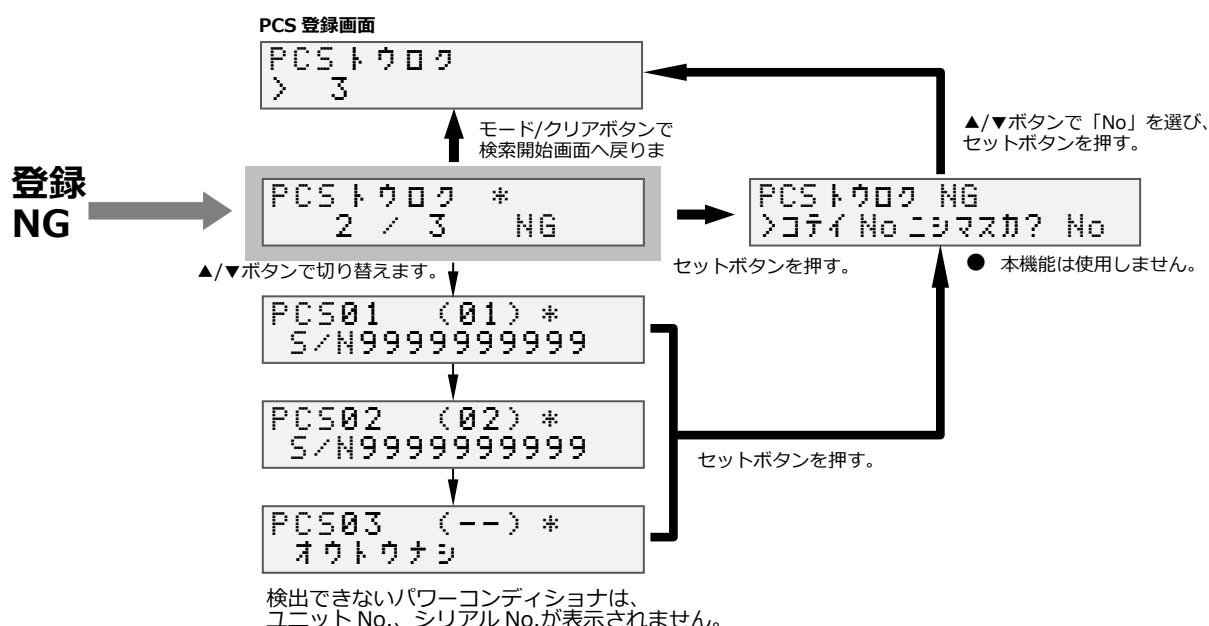 PCS 登録画面
PCSトウロク
> 3
▲/▼ボタンで「No」を選び、
セットボタンを押す。
モード/クリアボタンで
検索開始画面へ戻りま
登録
NG
PCSトウロク *
2 / 3 NG
PCSトウロク NG
>コテイ No ニシマスカ? No
▲/▼ボタンで切り替えます。
セットボタンを押す。
● 本機能は使用しません。
PCS01 (01) *
S/N9999999999
PCS02 (02) *
S/N9999999999
セットボタンを押す。
PCS03 (--) *
オウトウナシ
検出できないパワーコンディショナは、
ユニット No.、シリアル No.が表示されません。